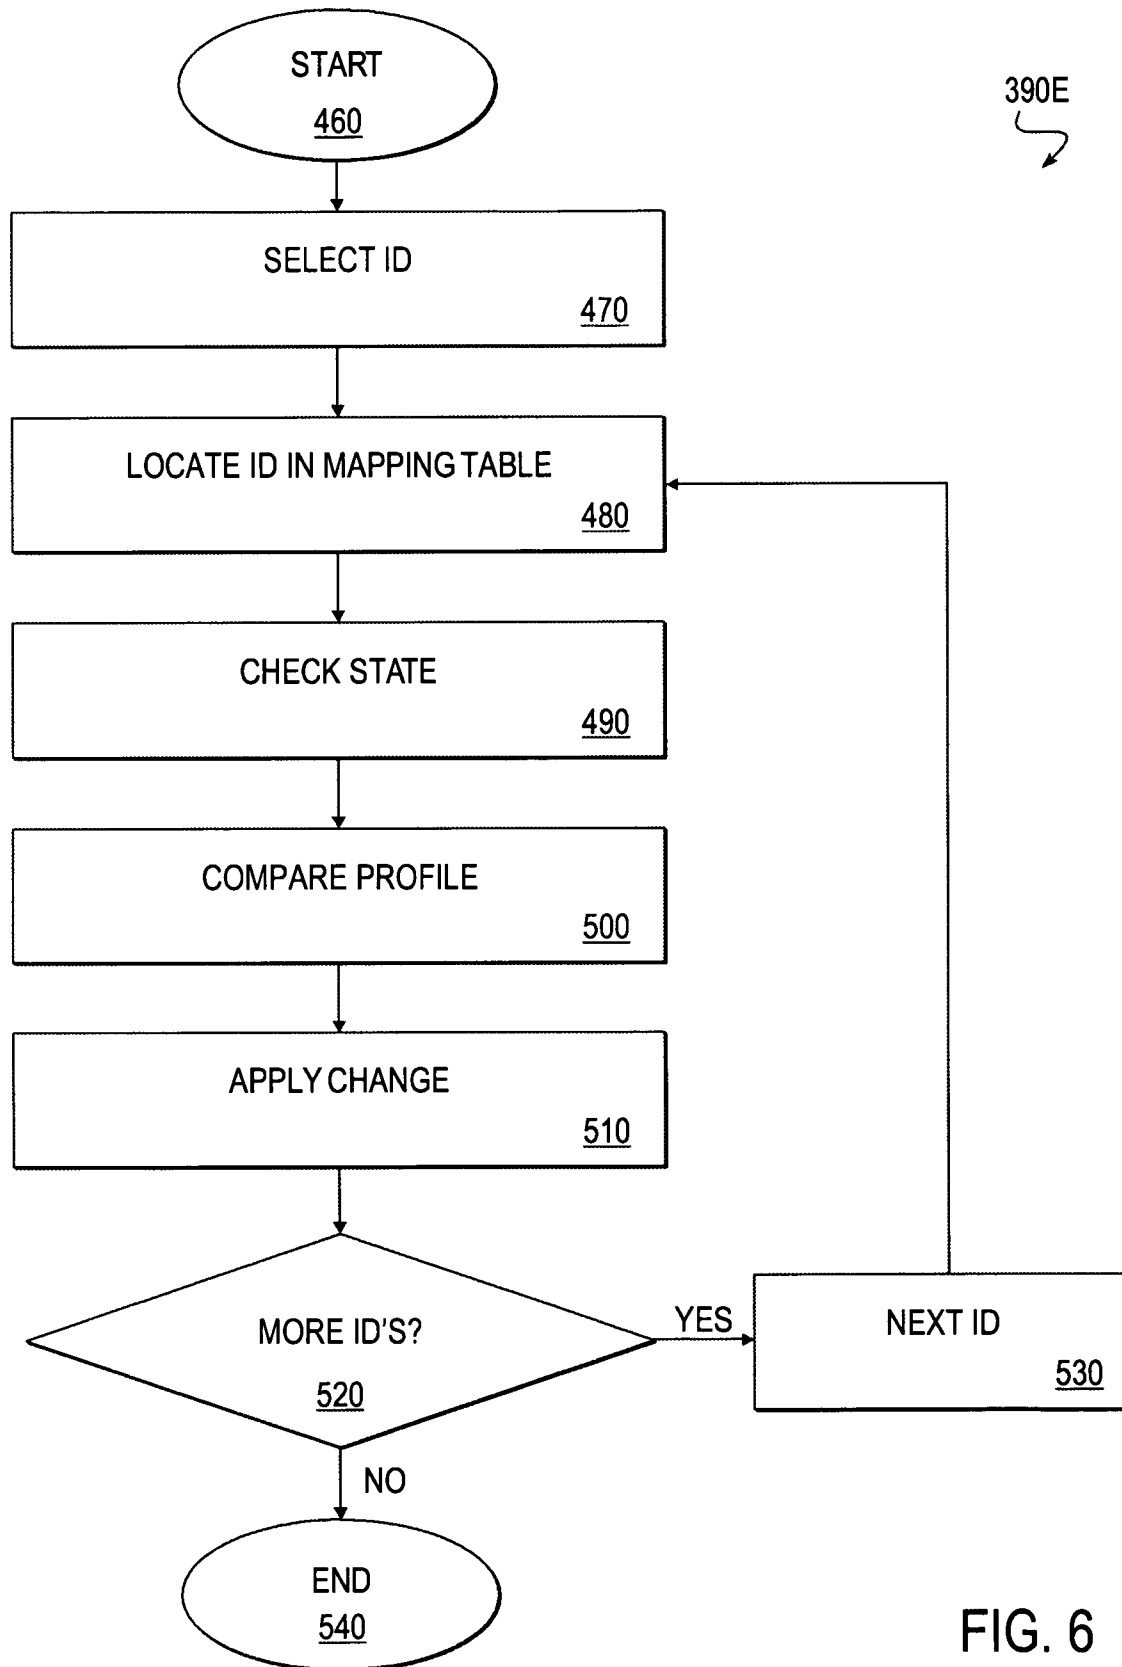 START
460
390E
SELECT ID
470
LOCATE ID IN MAPPING TABLE
480
CHECK STATE
490
COMPARE PROFILE
500
APPLY CHANGE
510
MORE ID'S?
520
YES
NEXT ID
530
NO
END
540
FIG. 6